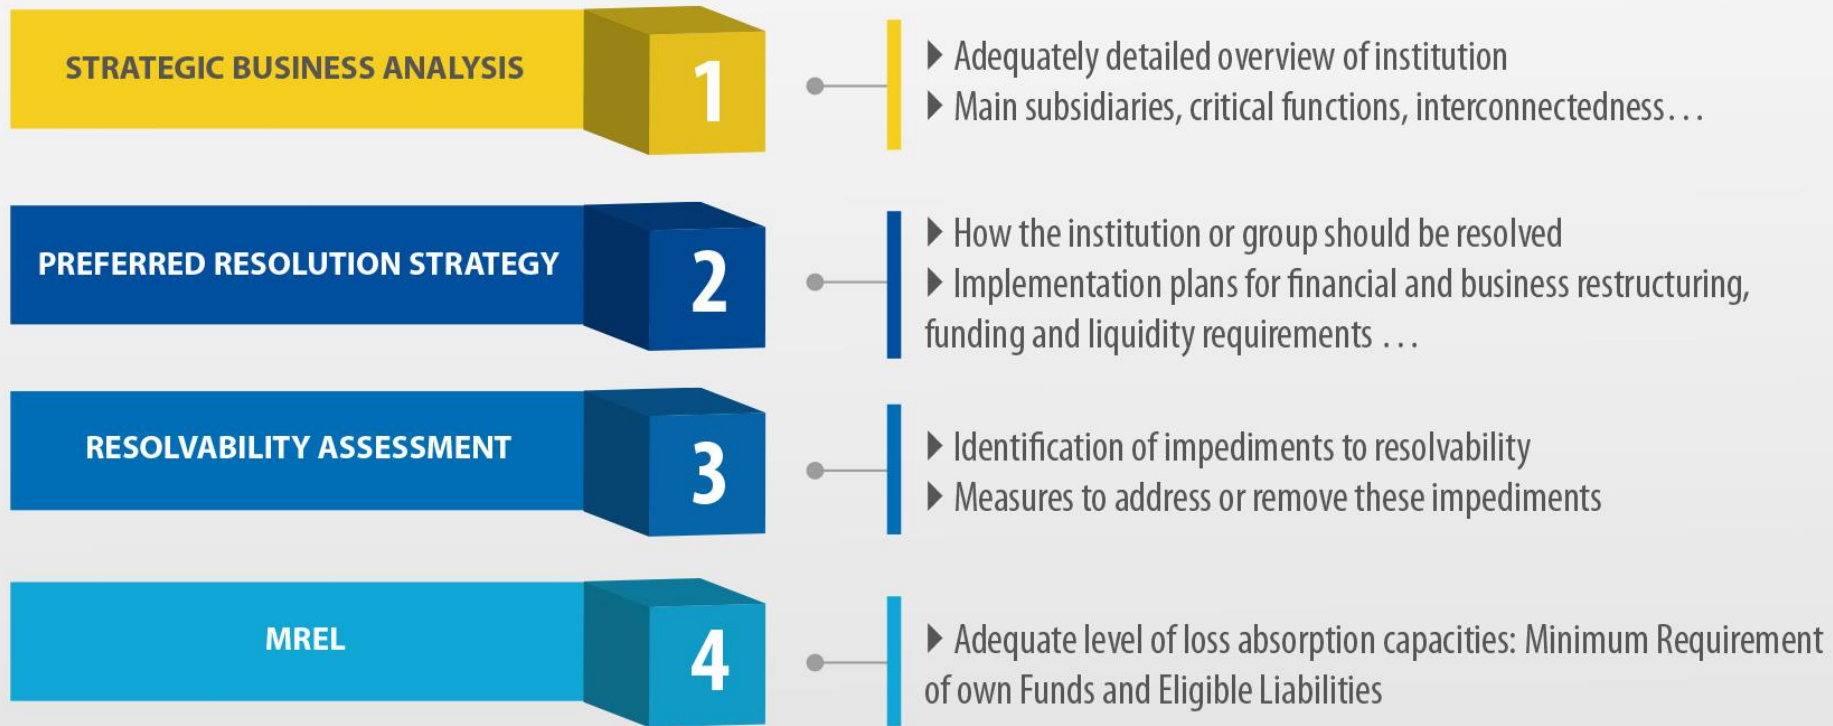 STRATEGIC BUSINESS ANALYSIS
1
▶ Adequately detailed overview of institution
▶ Main subsidiaries, critical functions, interconnectedness…
PREFERRED RESOLUTION STRATEGY
2
▶ How the institution or group should be resolved
▶ Implementation plans for financial and business restructuring,
funding and liquidity requirements …
RESOLVABILITY ASSESSMENT
3
▶ Identification of impediments to resolvability
▶ Measures to address or remove these impediments
MREL
4
▶ Adequate level of loss absorption capacities: Minimum Requirement
of own Funds and Eligible Liabilities